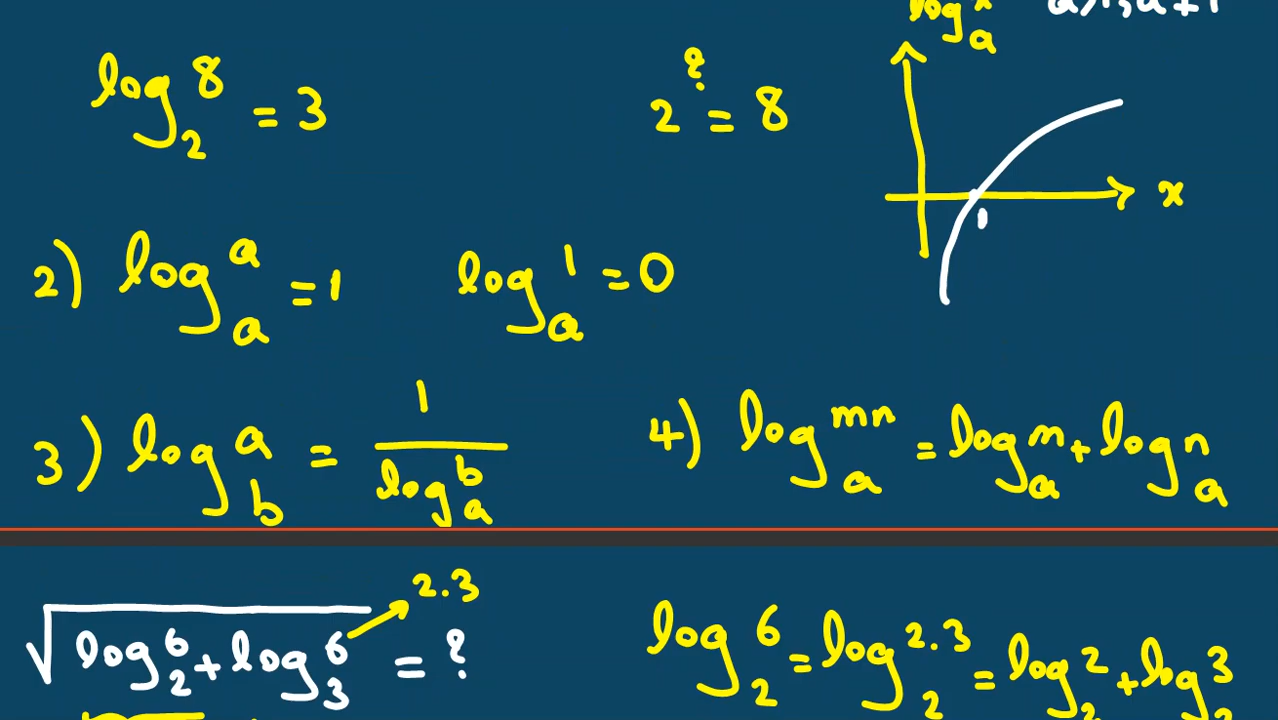 log_a^x a>1, a≠1
log_2^8 = 3 2^? = 8
x
1
2) log_a^a = 1 log_a^1 = 0
3) log_b^a = 1/(log_a^b) 4) log_a^(mn) = log_a^m + log_a^n
2.3
√(log_2^6 + log_3^6) = ? log_2^6 = log_2^(2.3) = log_2^2 + log_2^3